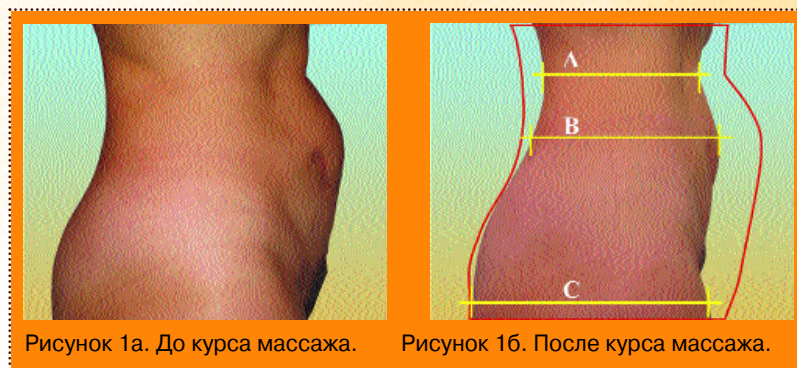 A
B
C
Рисунок 1а. До курса массажа.
Рисунок 1б. После курса массажа.